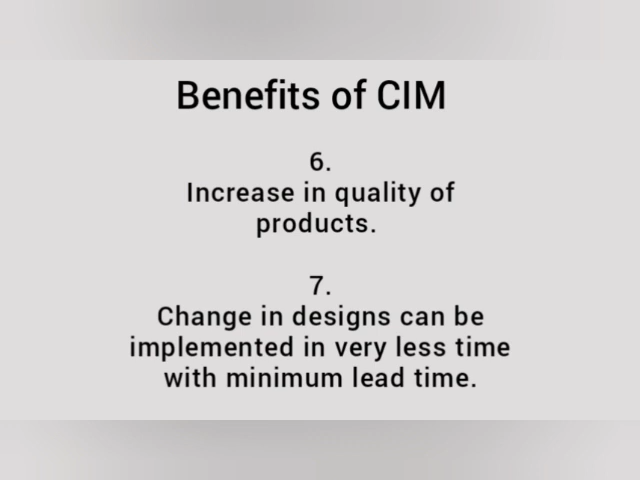 Benefits of CIM
6.
Increase in quality of
products.
7.
Change in designs can be
implemented in very less time
with minimum lead time.